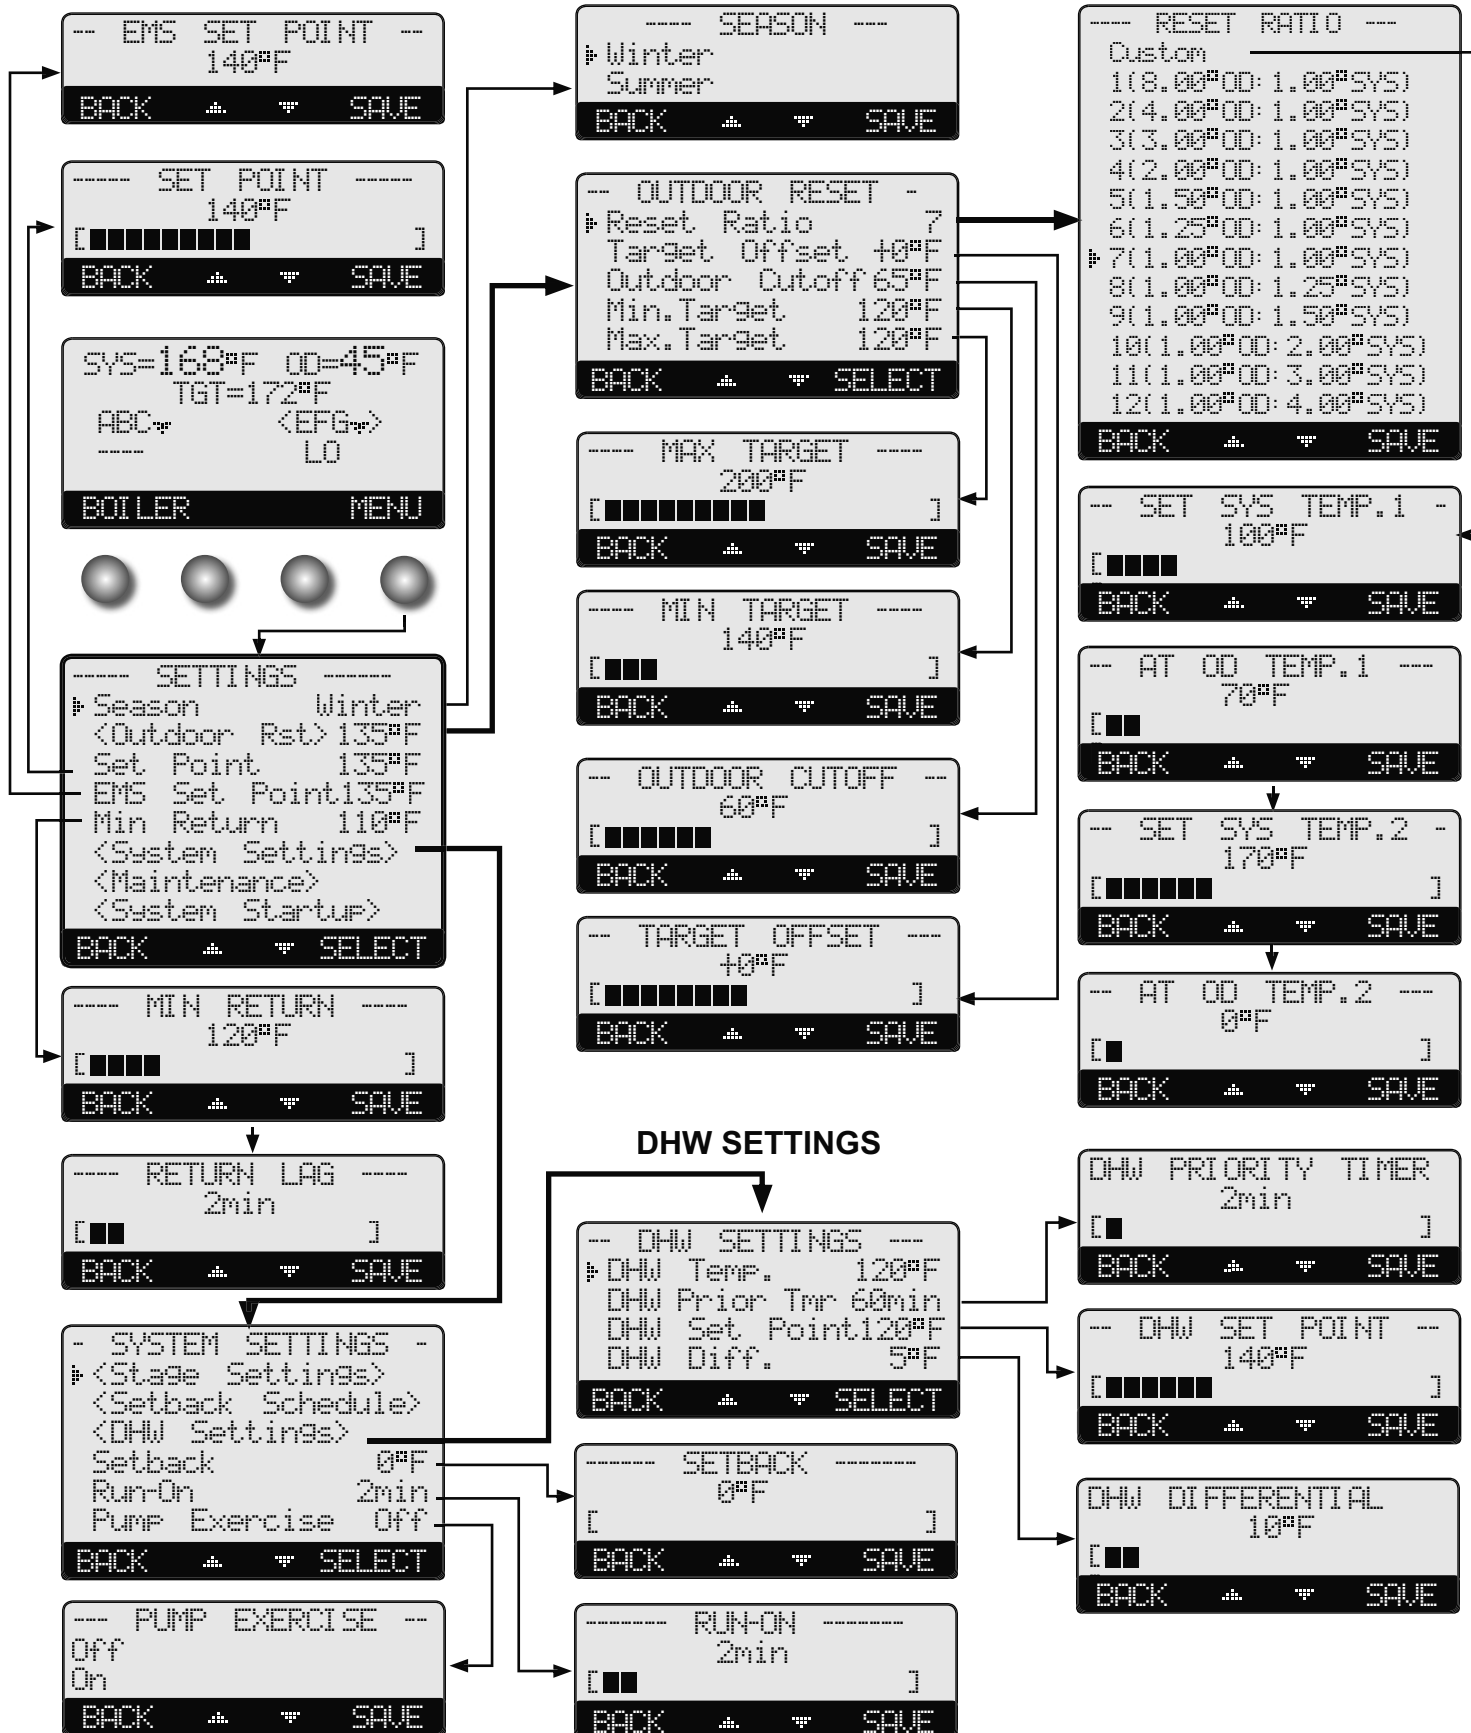 -- EMS SET POINT --
140°F
BACK SAVE
----- SET POINT -----
140°F
[ ]
BACK SAVE
SYS=168°F OD=45°F
TGT=172°F
ABC <EFG>
---- LO
BOILER MENU
----- SETTINGS ------
Season Winter
<Outdoor Rst> 135°F
Set Point 135°F
EMS Set Point135°F
Min Return 110°F
<System Settings>
<Maintenance>
<System Startup>
BACK SELECT
---- MIN RETURN ----
120°F
[ ]
BACK SAVE
---- RETURN LAG ----
2min
[ ]
BACK SAVE
- SYSTEM SETTINGS -
<Stage Settings>
<Setback Schedule>
<DHW Settings>
Setback 0°F
Run-On 2min
Pump Exercise Off
BACK SELECT
--- PUMP EXERCISE --
Off
On
BACK SAVE
---- SEASON ---
Winter
Summer
BACK SAVE
-- OUTDOOR RESET -
Reset Ratio 7
Target Offset +0°F
Outdoor Cutoff 65°F
Min.Target 120°F
Max.Target 120°F
BACK SELECT
---- MAX TARGET ----
200°F
[ ]
BACK SAVE
---- MIN TARGET ----
140°F
[ ]
BACK SAVE
-- OUTDOOR CUTOFF --
60°F
[ ]
BACK SAVE
-- TARGET OFFSET ---
+0°F
[ ]
BACK SAVE
DHW SETTINGS
-- DHW SETTINGS ---
DHW Temp. 120°F
DHW Prior Tmr 60min
DHW Set Point120°F
DHW Diff. 5°F
BACK SELECT
------ SETBACK -------
0°F
[ ]
BACK SAVE
------- RUN-ON -------
2min
[ ]
BACK SAVE
---- RESET RATIO ---
Custom
1(8.00°OD:1.00°SYS)
2(4.00°OD:1.00°SYS)
3(3.00°OD:1.00°SYS)
4(2.00°OD:1.00°SYS)
5(1.50°OD:1.00°SYS)
6(1.25°OD:1.00°SYS)
7(1.00°OD:1.00°SYS)
8(1.00°OD:1.25°SYS)
9(1.00°OD:1.50°SYS)
10(1.00°OD:2.00°SYS)
11(1.00°OD:3.00°SYS)
12(1.00°OD:4.00°SYS)
BACK SAVE
-- SET SYS TEMP.1 -
100°F
[
BACK SAVE
-- AT OD TEMP.1 ---
70°F
[
BACK SAVE
-- SET SYS TEMP.2 -
170°F
[ ]
BACK SAVE
-- AT OD TEMP.2 ---
0°F
[ ]
BACK SAVE
DHW PRIORITY TIMER
2min
[ ]
BACK SAVE
-- DHW SET POINT --
140°F
[ ]
BACK SAVE
DHW DIFFERENTIAL
10°F
[
BACK SAVE